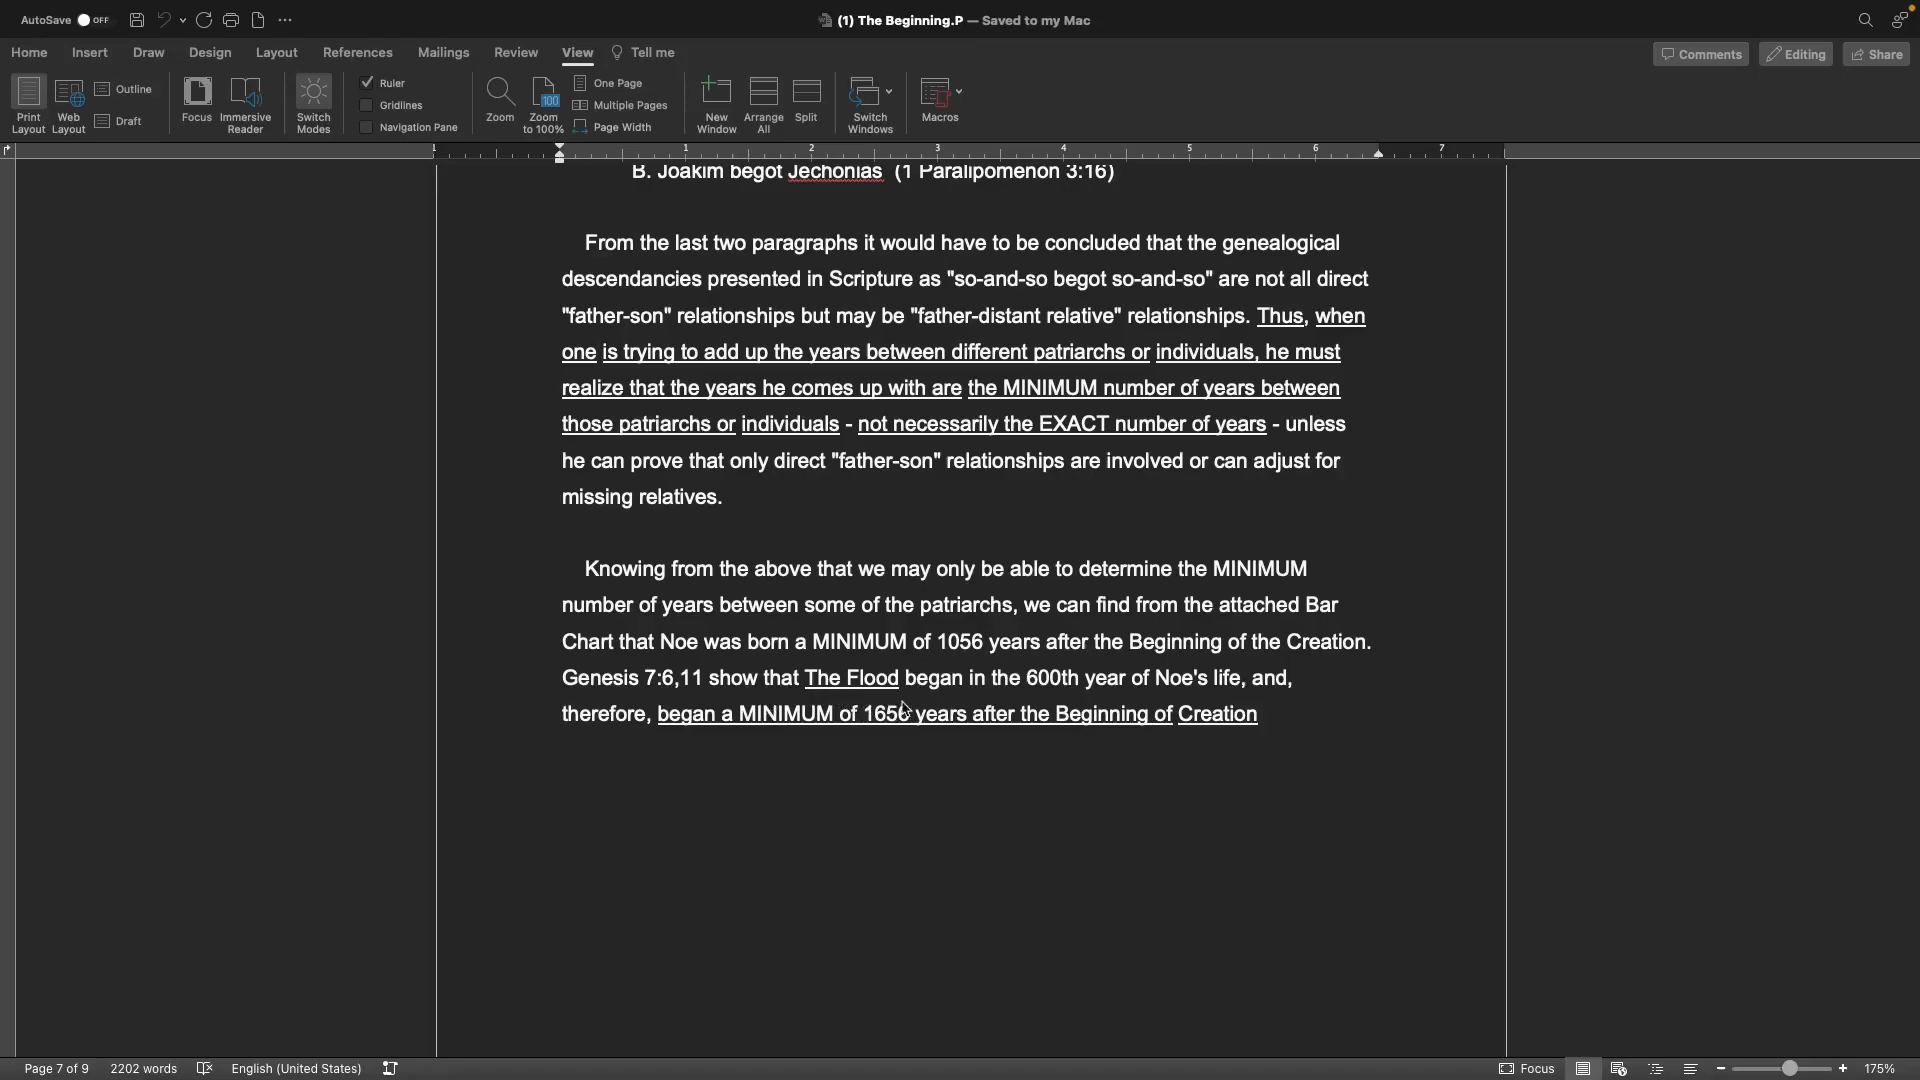 AutoSave OFF
(1) The Beginning.P — Saved to my Mac
Home Insert Draw Design Layout References Mailings Review View Tell me
Comments Editing Share
Print Layout
Web Layout
Outline
Draft
Focus
Immersive Reader
Switch Modes
Ruler
Gridlines
Navigation Pane
Zoom
100
Zoom to 100%
One Page
Multiple Pages
Page Width
New Window
Arrange All
Split
Switch Windows
Macros
1 1 2 3 4 5 6 7
B. Joakim begot Jechonias (1 Paralipomenon 3:16)
From the last two paragraphs it would have to be concluded that the genealogical
descendancies presented in Scripture as "so-and-so begot so-and-so" are not all direct
"father-son" relationships but may be "father-distant relative" relationships. Thus, when
one is trying to add up the years between different patriarchs or individuals, he must
realize that the years he comes up with are the MINIMUM number of years between
those patriarchs or individuals - not necessarily the EXACT number of years - unless
he can prove that only direct "father-son" relationships are involved or can adjust for
missing relatives.
Knowing from the above that we may only be able to determine the MINIMUM
number of years between some of the patriarchs, we can find from the attached Bar
Chart that Noe was born a MINIMUM of 1056 years after the Beginning of the Creation.
Genesis 7:6,11 show that The Flood began in the 600th year of Noe's life, and,
therefore, began a MINIMUM of 1656 years after the Beginning of Creation
Page 7 of 9 2202 words English (United States) Focus 175%